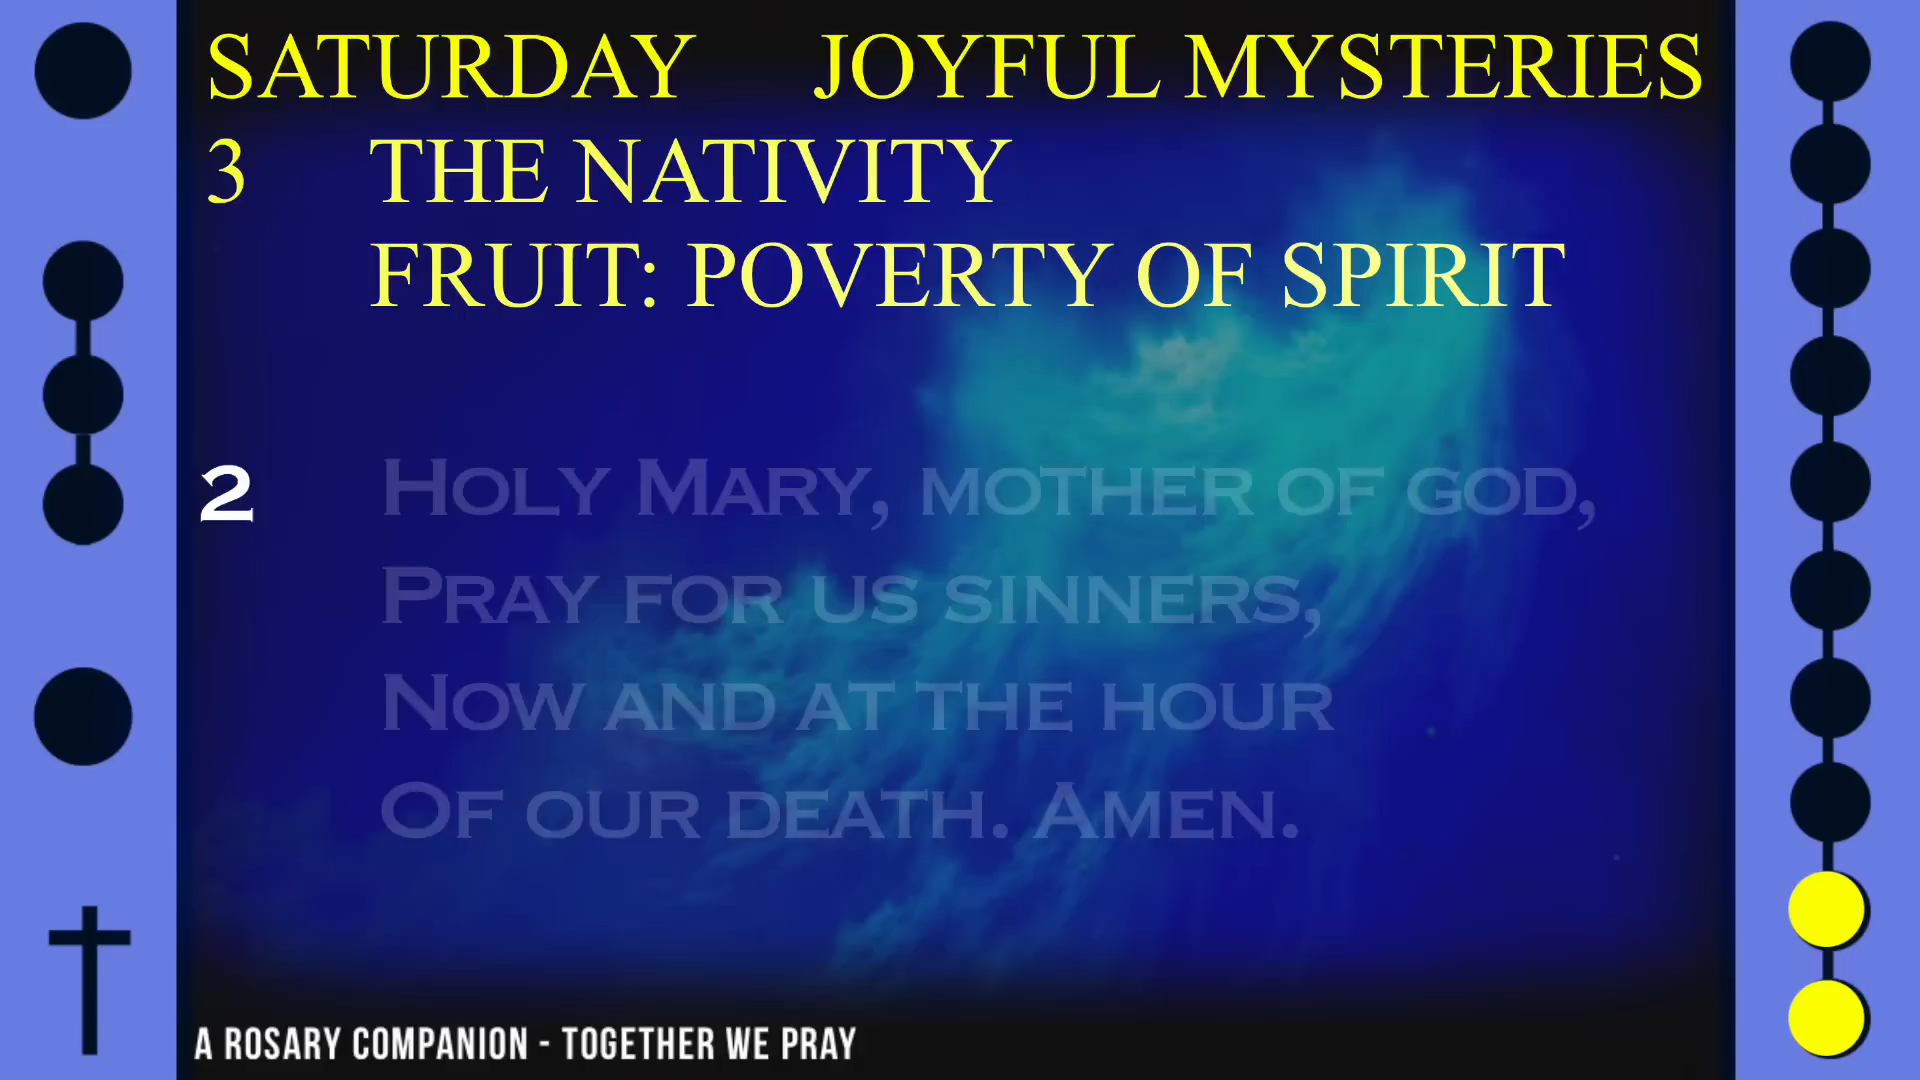 SATURDAY JOYFUL MYSTERIES
3 THE NATIVITY
FRUIT: POVERTY OF SPIRIT
2 HOLY MARY, MOTHER OF GOD,
PRAY FOR US SINNERS,
NOW AND AT THE HOUR
OF OUR DEATH. AMEN.
A ROSARY COMPANION - TOGETHER WE PRAY